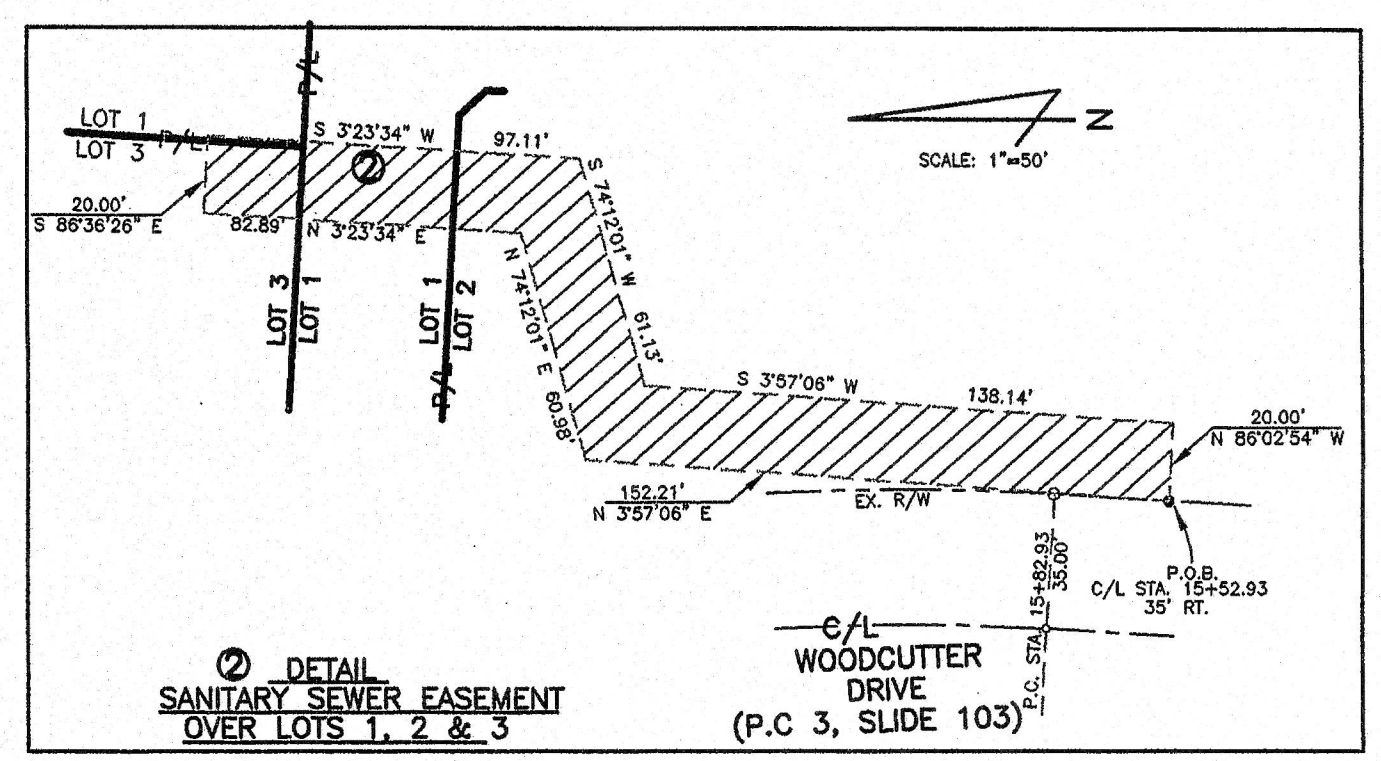 LOT 1
P/L
LOT 3
P/L
S 3°23'34" W
97.11'
②
20.00'
S 86°36'26" E
82.89'
N 3°23'34" E
LOT 3
LOT 1
LOT 1
LOT 2
P/L
S 74°12'01" W
61.13'
N 74°12'01" E
60.98'
N
SCALE: 1"=50'
S 3°57'06" W
138.14'
20.00'
N 86°02'54" W
152.21'
N 3°57'06" E
EX. R/W
P.C. STA. 15+82.93
35.00'
P.O.B.
C/L STA. 15+52.93
35' RT.
C/L
WOODCUTTER
DRIVE
(P.C 3, SLIDE 103)
② DETAIL
SANITARY SEWER EASEMENT
OVER LOTS 1, 2 & 3